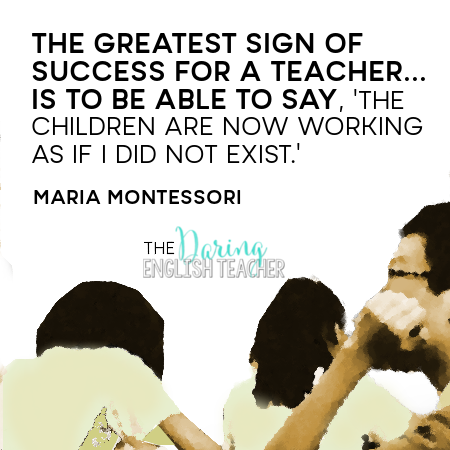 THE GREATEST SIGN OF
SUCCESS FOR A TEACHER...
IS TO BE ABLE TO SAY, 'THE
CHILDREN ARE NOW WORKING
AS IF I DID NOT EXIST.'
MARIA MONTESSORI
THE Daring
ENGLISH TEACHER